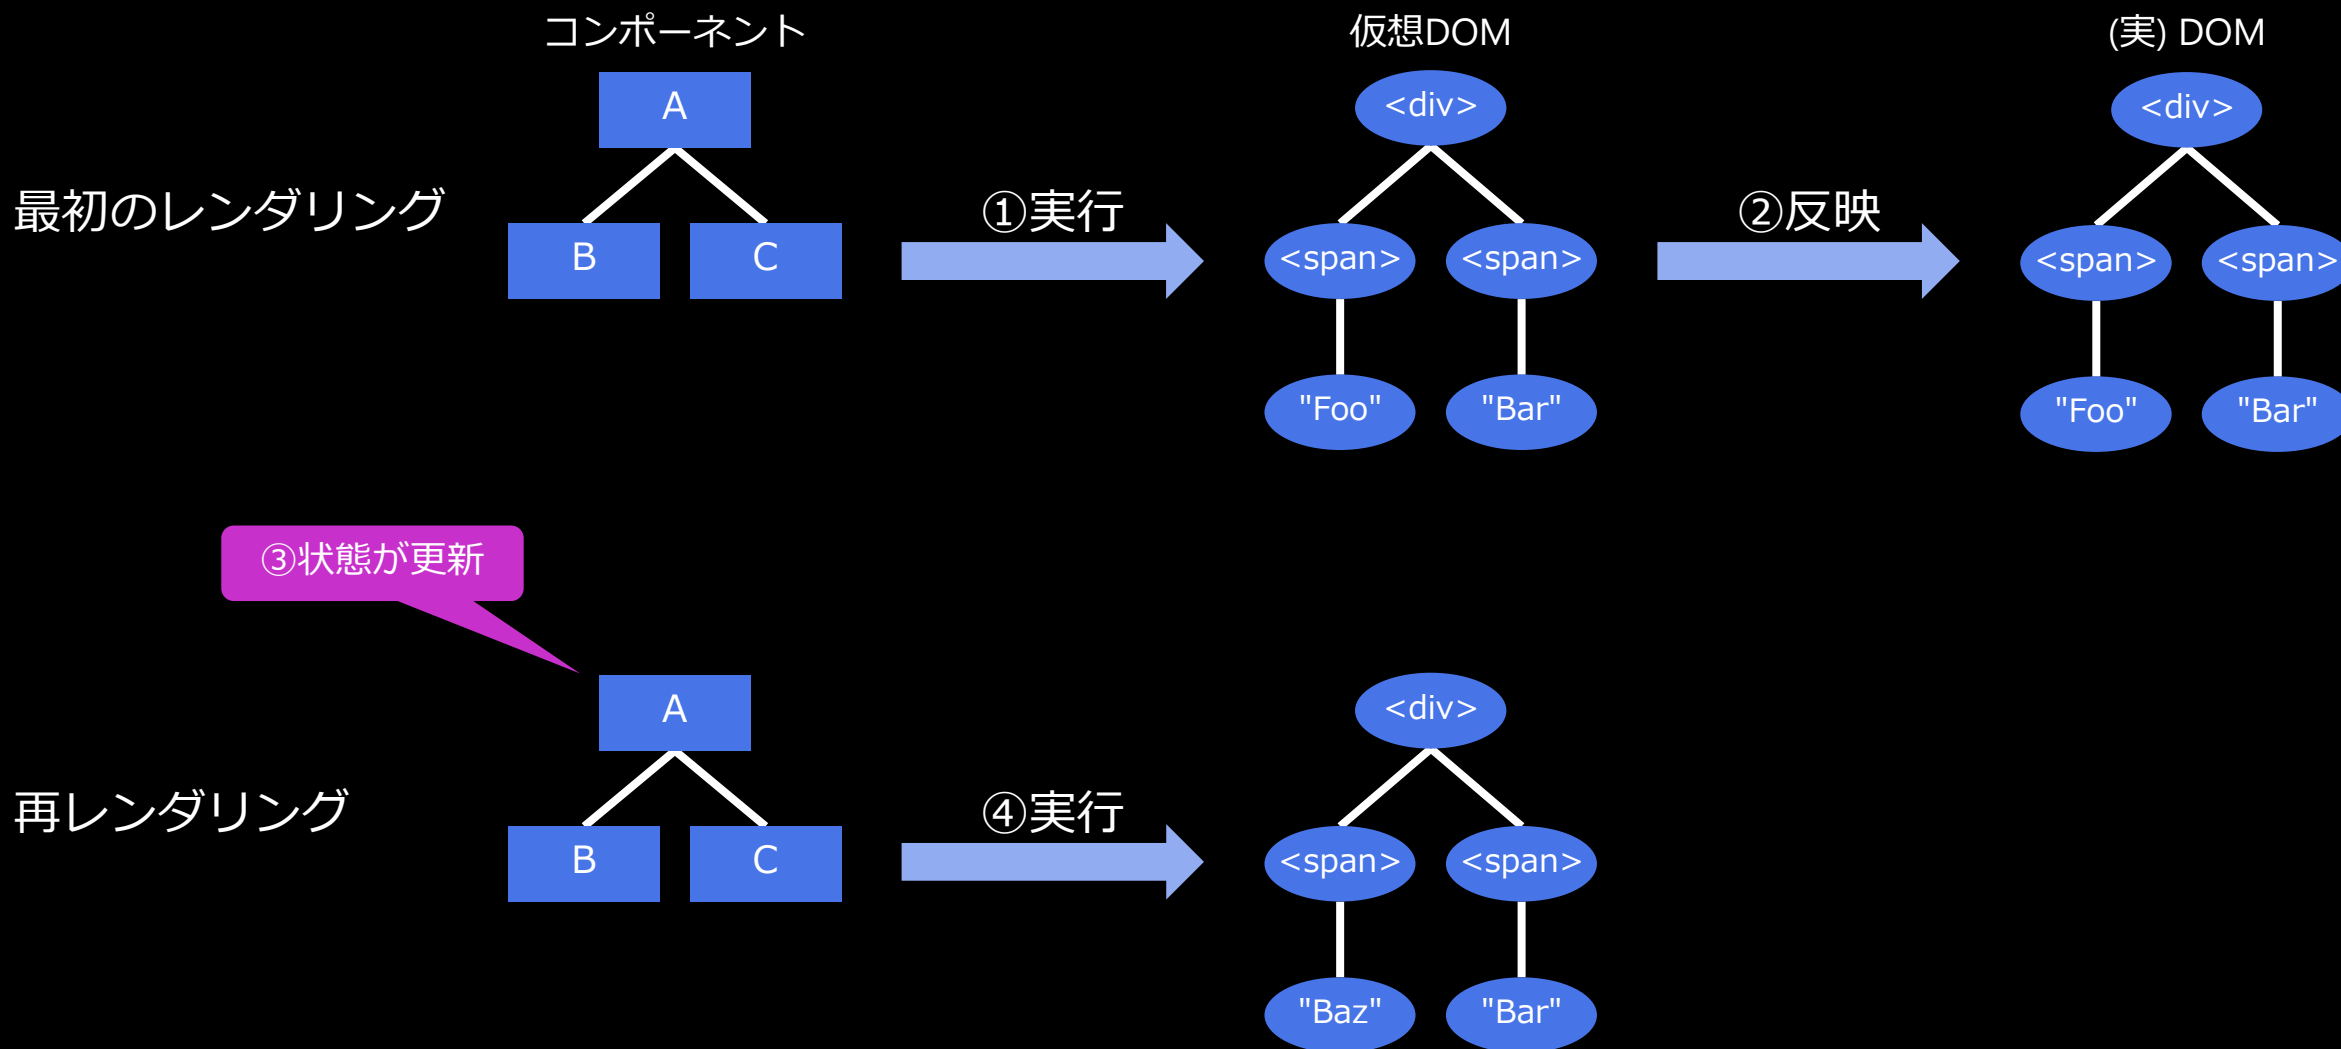 コンポーネント
仮想DOM
(実) DOM
A
<div>
<div>
最初のレンダリング
①実行
②反映
B
C
<span>
<span>
<span>
<span>
"Foo"
"Bar"
"Foo"
"Bar"
③状態が更新
A
<div>
再レンダリング
④実行
B
C
<span>
<span>
"Baz"
"Bar"